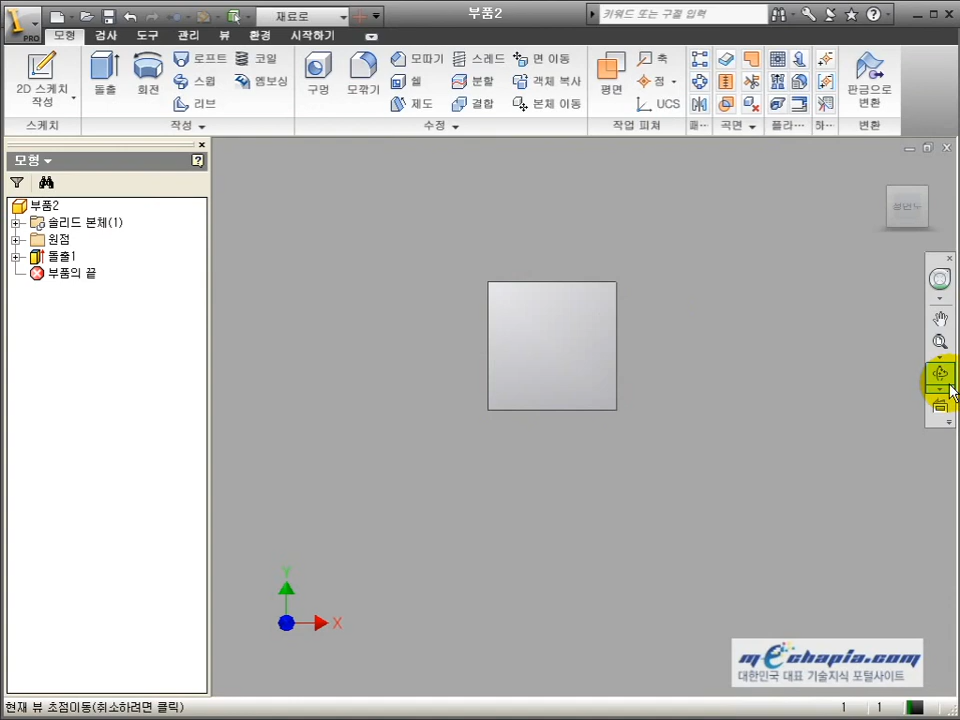 PRO
재료로
부품2
키워드 또는 구절 입력
모형
검사
도구
관리
뷰
환경
시작하기
2D 스케치
작성
돌출
회전
로프트
스윕
리브
코일
엠보싱
구멍
모깎기
모따기
쉘
제도
스레드
분할
결합
면 이동
객체 복사
본체 이동
평면
축
점
UCS
판금으로
변환
스케치
작성
수정
작업 피쳐
패...
곡면
플라...
하...
변환
모형
부품2
솔리드 본체(1)
원점
돌출1
부품의 끝
정면도
Y
X
mechapia.com
대한민국 대표 기술지식 포털사이트
현재 뷰 초점이동(취소하려면 클릭)
1
1